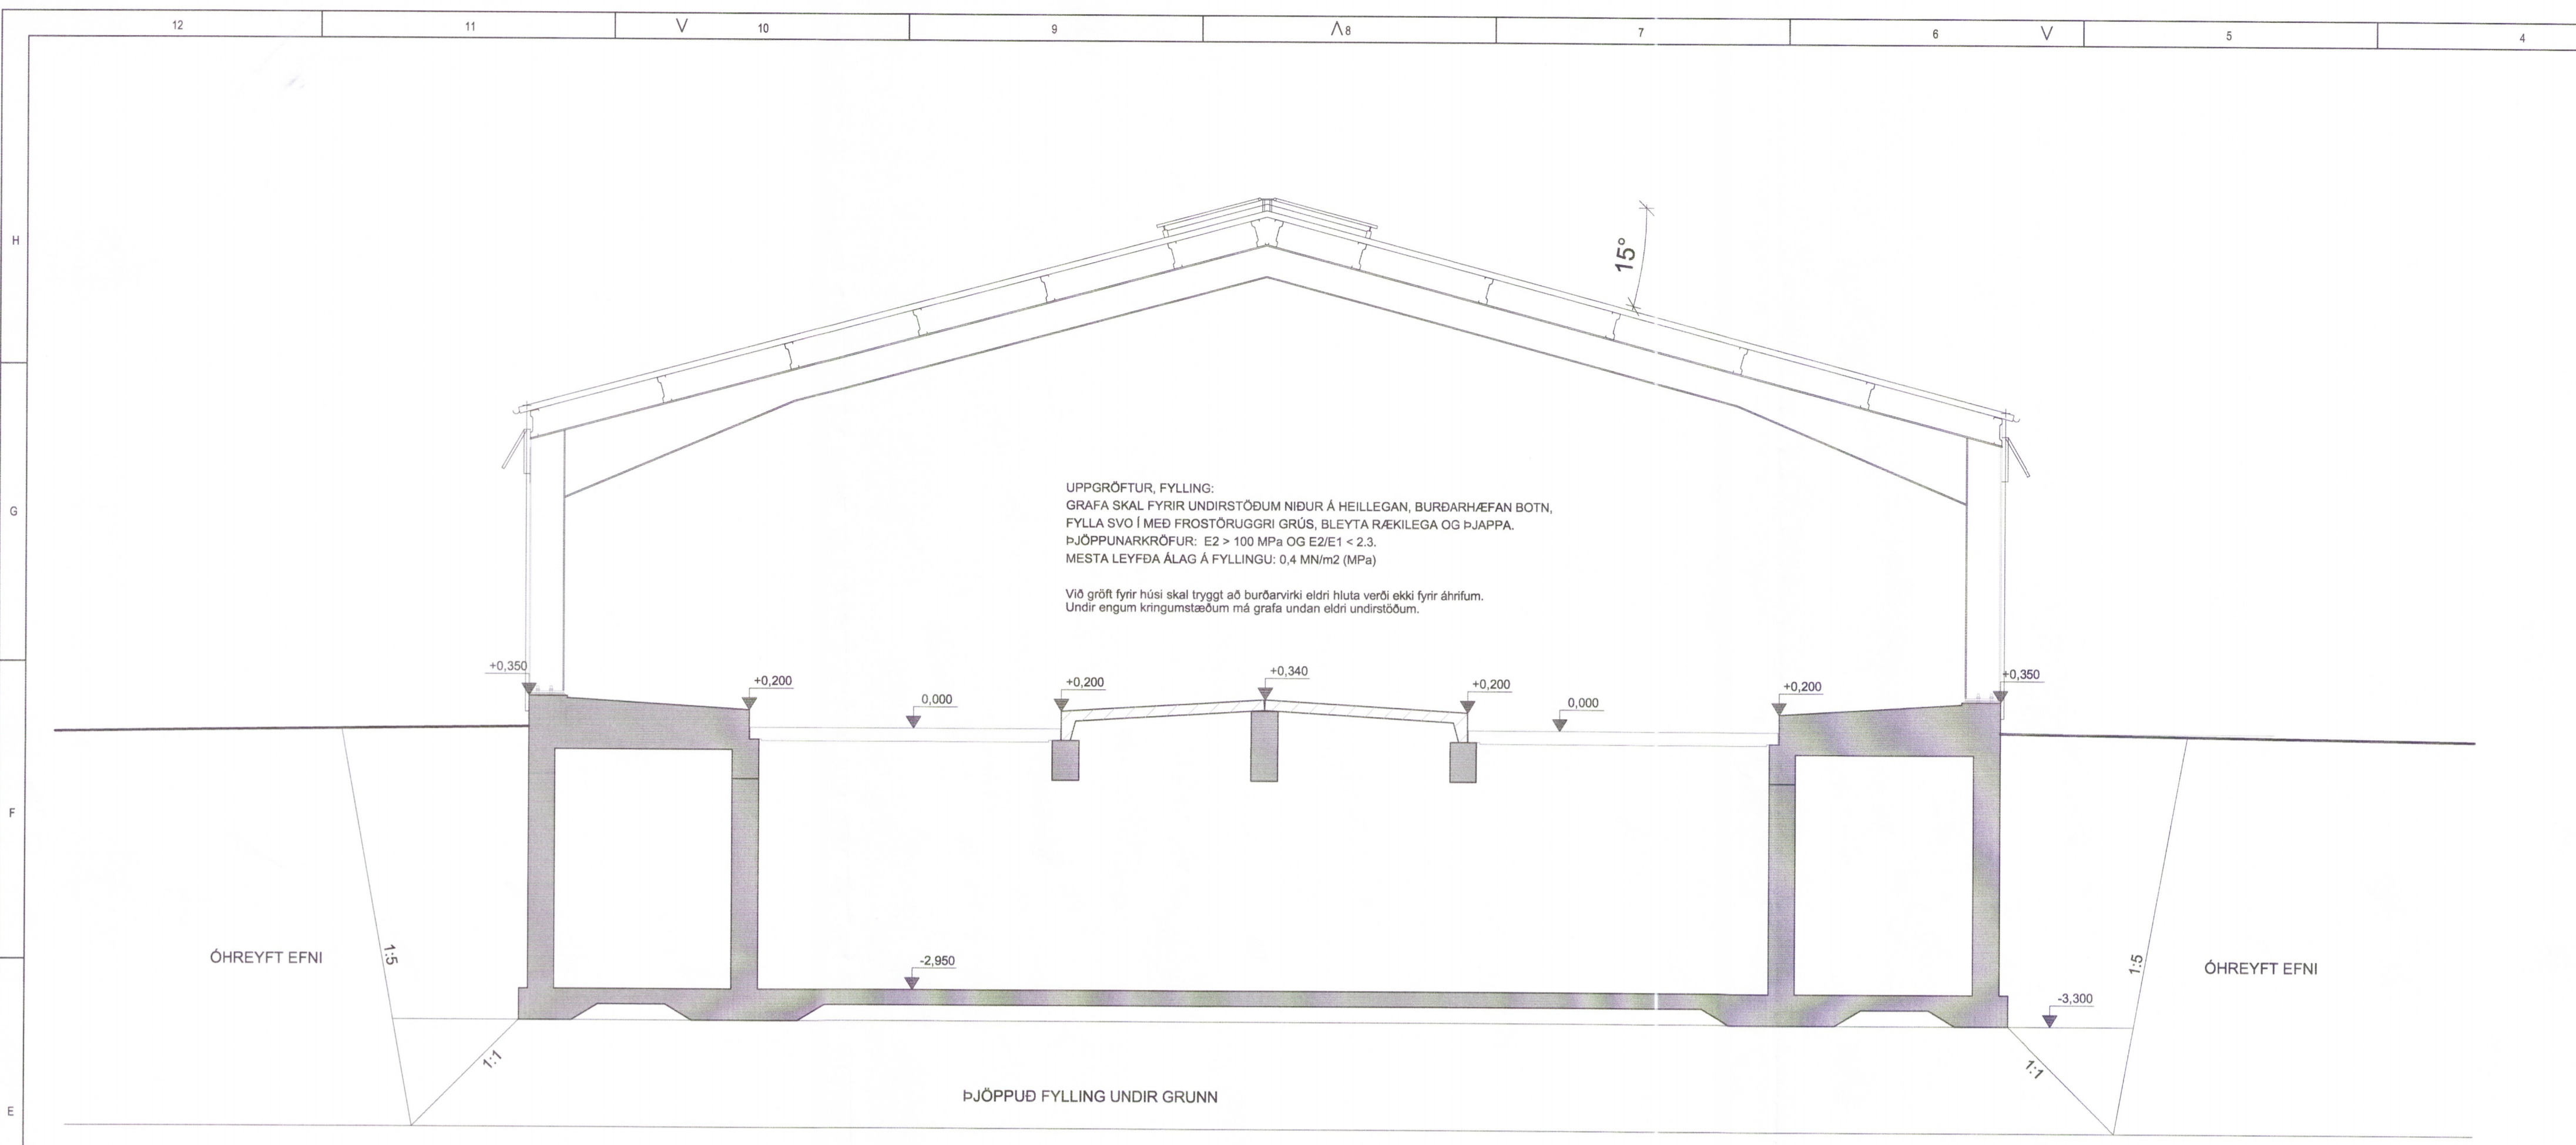 12 11 V 10 9 Λ 8 7 6 V 5 4
H
15°
G
UPPGRÖFTUR, FYLLING:
GRAFA SKAL FYRIR UNDIRSTÖÐUM NIÐUR Á HEILLEGAN, BURÐARHÆFAN BOTN,
FYLLA SVO Í MEÐ FROSTÖRUGGRI GRÚS, BLEYTA RÆKILEGA OG ÞJAPPA.
ÞJÖPPUNARKRÖFUR: E2 > 100 MPa OG E2/E1 < 2.3.
MESTA LEYFÐA ÁLAG Á FYLLINGU: 0,4 MN/m2 (MPa)
Við gröft fyrir húsi skal tryggt að burðarvirki eldri hluta verði ekki fyrir áhrifum.
Undir engum kringumstæðum má grafa undan eldri undirstöðum.
+0,350
+0,200
0,000
+0,200
+0,340
+0,200
0,000
+0,200
+0,350
F
ÓHREYFT EFNI
1:5
-2,950
1:5
ÓHREYFT EFNI
-3,300
1:1
1:1
ÞJÖPPUÐ FYLLING UNDIR GRUNN
E